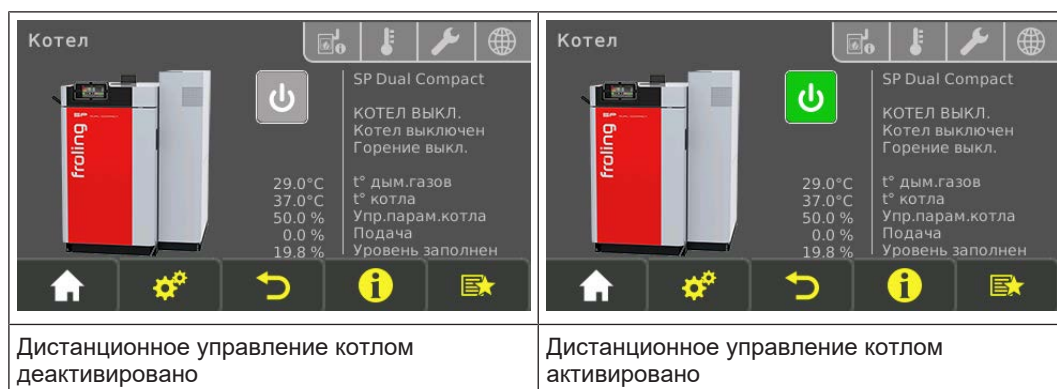 Котел
SP Dual Compact
КОТЕЛ ВЫКЛ.
Котел выключен
Горение выкл.
29.0°C t° дым.газов
37.0°C t° котла
50.0 % Упр.парам.котла
0.0 % Подача
19.8 % Уровень заполнен
froling
SP
Дистанционное управление котлом
деактивировано
Котел
SP Dual Compact
КОТЕЛ ВЫКЛ.
Котел выключен
Горение выкл.
29.0°C t° дым.газов
37.0°C t° котла
50.0 % Упр.парам.котла
0.0 % Подача
19.8 % Уровень заполнен
froling
SP
Дистанционное управление котлом
активировано